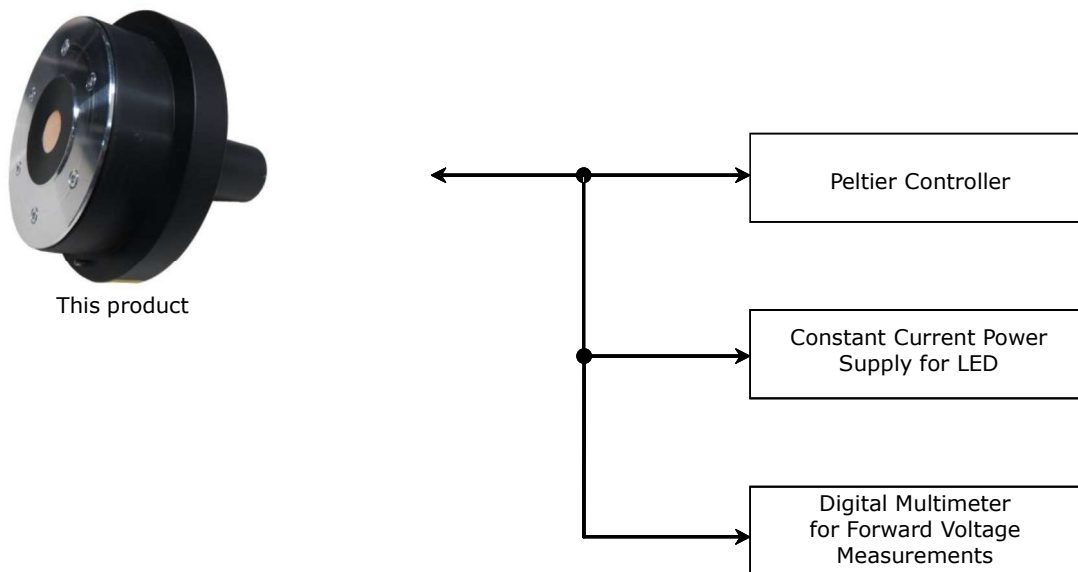 This product
Peltier Controller
Constant Current Power
Supply for LED
Digital Multimeter
for Forward Voltage
Measurements